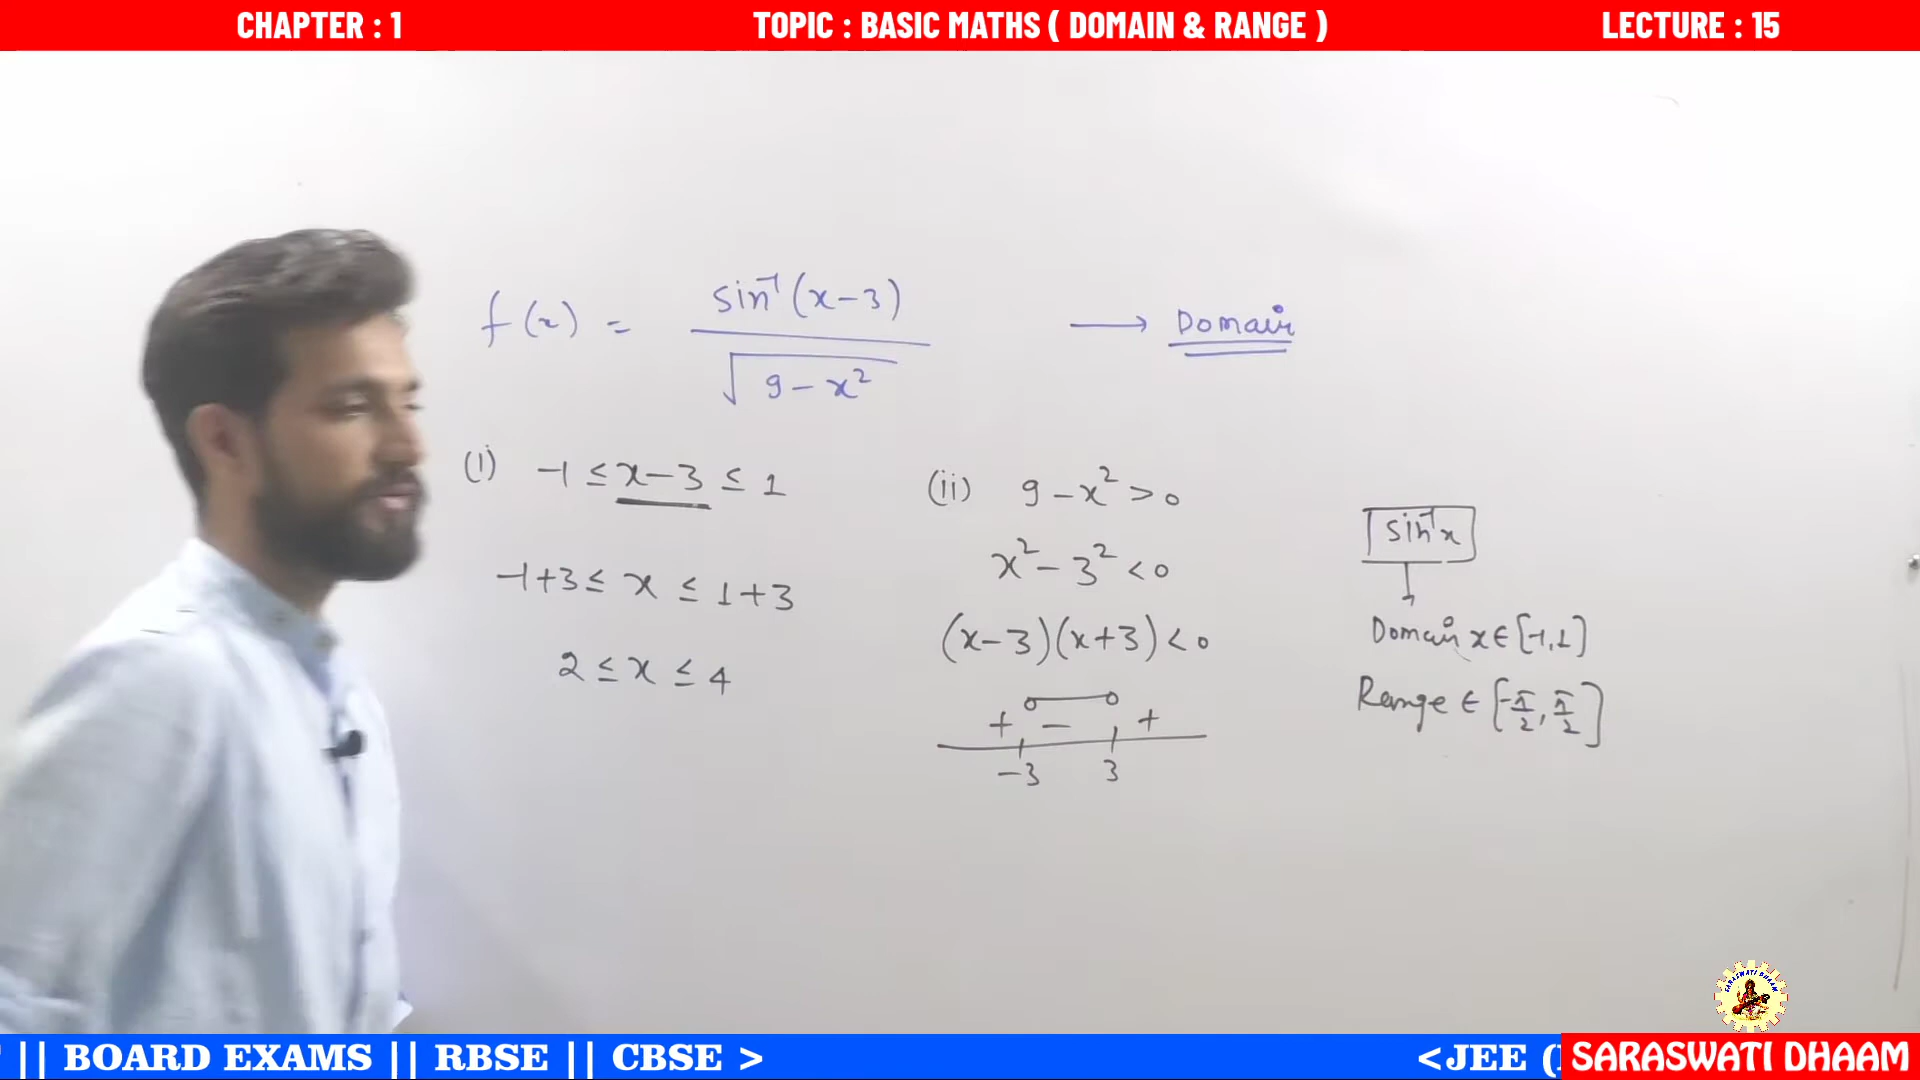 CHAPTER : 1
TOPIC : BASIC MATHS ( DOMAIN & RANGE )
LECTURE : 15
f(x) = sin⁻¹(x-3) / √(9-x²) → Domain
(i) -1 ≤ x-3 ≤ 1
-1+3 ≤ x ≤ 1+3
2 ≤ x ≤ 4
(ii) 9-x² > 0
x² - 3² < 0
(x-3)(x+3) < 0
+ - +
-3 3
sin⁻¹x
Domain x ∈ [-1,1]
Range ∈ [-π/2, π/2]
SARASWATI DHAAM
|| BOARD EXAMS || RBSE || CBSE >
<JEE (
SARASWATI DHAAM